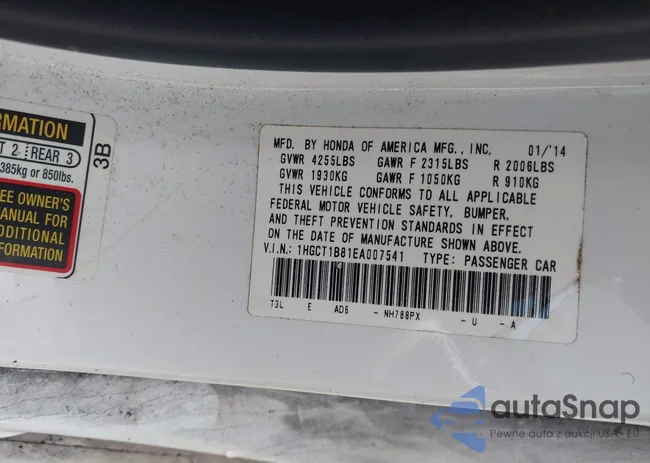 RMATION
T 2 REAR 3
385kg or 850lbs.
EE OWNER'S
MANUAL FOR
ADDITIONAL
FORMATION
3B
MFD. BY HONDA OF AMERICA MFG., INC. 01/'14
GVWR 4255LBS GAWR F 2315LBS R 2006LBS
GVWR 1930KG GAWR F 1050KG R 910KG
THIS VEHICLE CONFORMS TO ALL APPLICABLE
FEDERAL MOTOR VEHICLE SAFETY, BUMPER,
AND THEFT PREVENTION STANDARDS IN EFFECT
ON THE DATE OF MANUFACTURE SHOWN ABOVE.
V.I.N.: 1HGCT1B81EA007541 TYPE: PASSENGER CAR
T3L E AD6 - NH788PX - U - A
autaSnap
Pewne auta z aukcji USA - EU